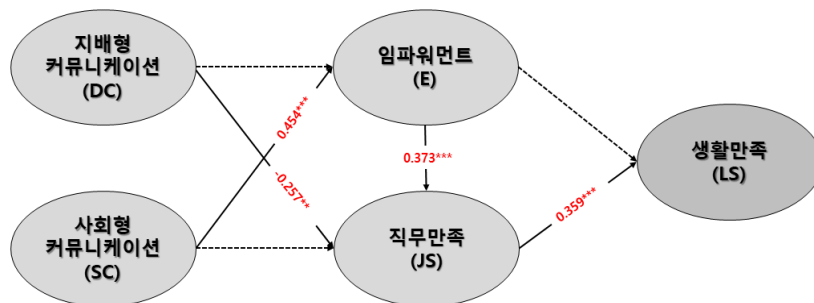 지배형
커뮤니케이션
(DC)
임파워먼트
(E)
0.454***
0.373***
-0.257**
0.359***
생활만족
(LS)
사회형
커뮤니케이션
(SC)
직무만족
(JS)